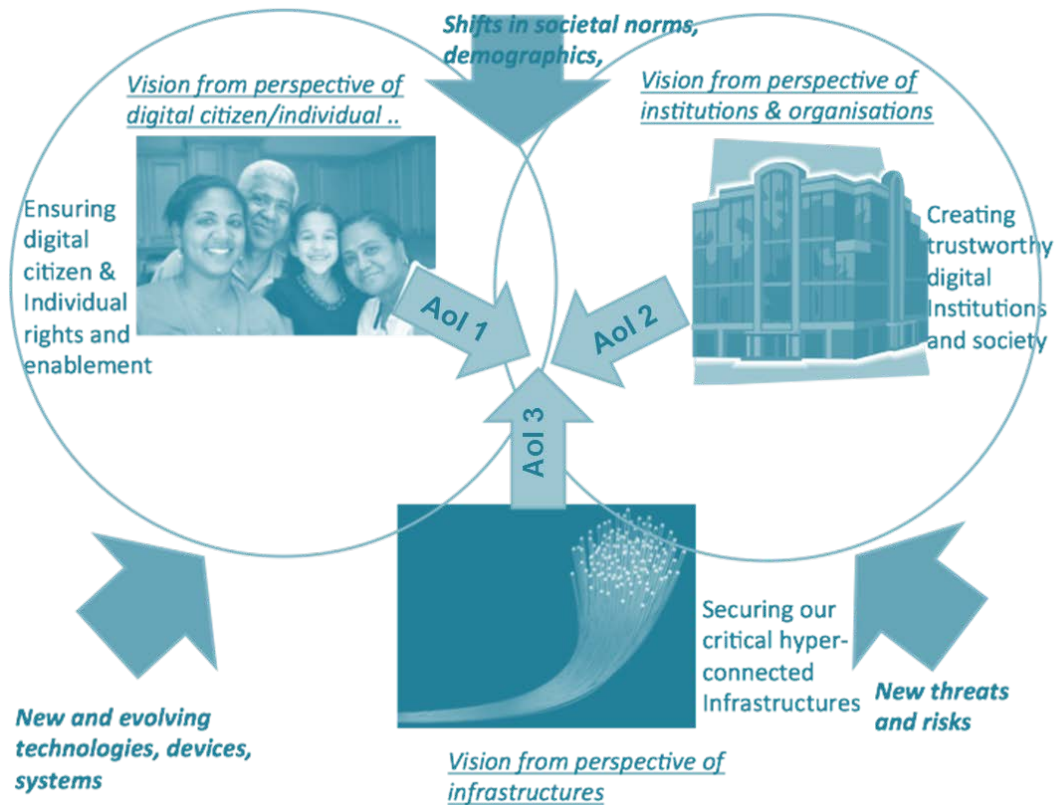 Shifts in societal norms,
demographics,
Vision from perspective of
digital citizen/individual ..
Vision from perspective of
institutions & organisations
Ensuring
digital
citizen &
Individual
rights and
enablement
Creating
trustworthy
digital
Institutions
and society
AoI 1
AoI 2
AoI 3
Securing our
critical hyper-
connected
Infrastructures
New threats
and risks
New and evolving
technologies, devices,
systems
Vision from perspective of
infrastructures